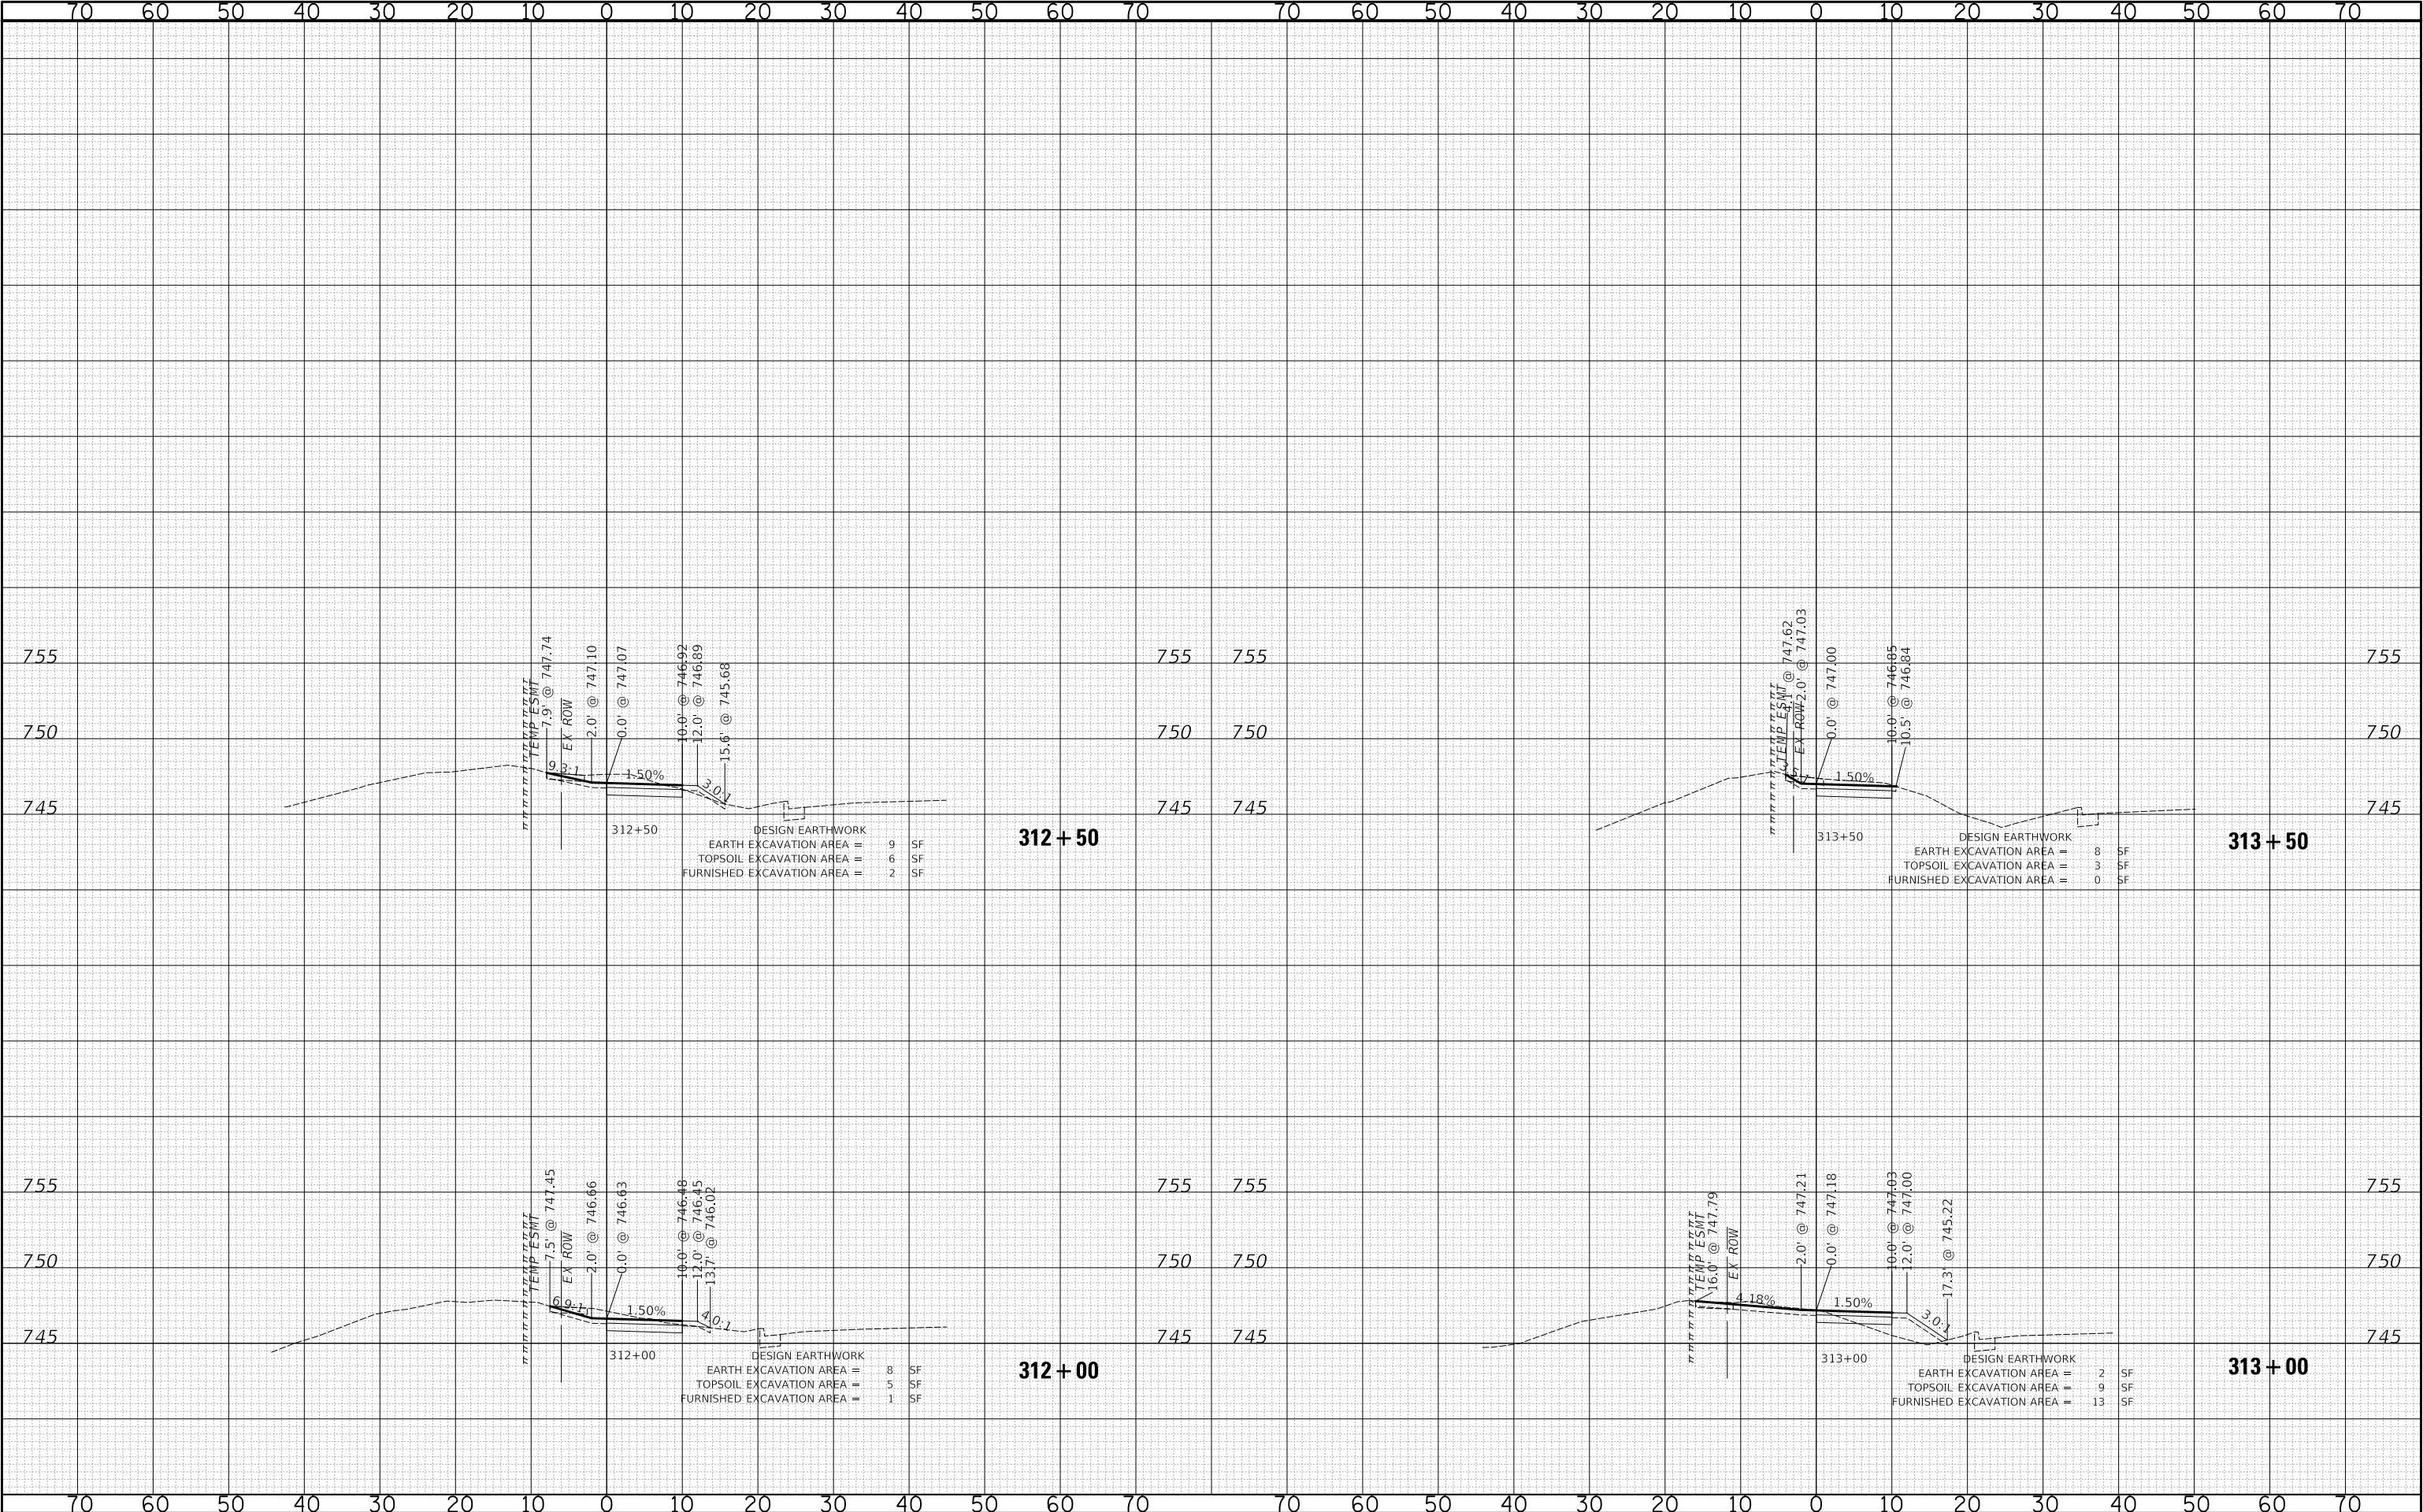 70 60 50 40 30 20 10 0 10 20 30 40 50 60 70 70 60 50 40 30 20 10 0 10 20 30 40 50 60 70
755 755
750 750
745 745
TEMP ESMT
7.9' @ 747.74
EX ROW
2.0' @ 747.10
0.0' @ 747.07
10.0' @ 746.92
12.0' @ 746.89
15.6' @ 745.68
9.3:1
1.50%
3.0:1
312+50
DESIGN EARTHWORK
EARTH EXCAVATION AREA = 9 SF
TOPSOIL EXCAVATION AREA = 6 SF
FURNISHED EXCAVATION AREA = 2 SF
312+50
755 755
750 750
745 745
TEMP ESMT
4.1' @ 747.62
EX ROW
2.0' @ 747.03
0.0' @ 747.00
10.0' @ 746.85
10.5' @ 746.84
1.50%
313+50
DESIGN EARTHWORK
EARTH EXCAVATION AREA = 8 SF
TOPSOIL EXCAVATION AREA = 3 SF
FURNISHED EXCAVATION AREA = 0 SF
313+50
755 755
750 750
745 745
TEMP ESMT
7.5' @ 747.45
EX ROW
2.0' @ 746.66
0.0' @ 746.63
10.0' @ 746.48
12.0' @ 746.45
13.7' @ 746.02
6.9:1
1.50%
4.0:1
312+00
DESIGN EARTHWORK
EARTH EXCAVATION AREA = 8 SF
TOPSOIL EXCAVATION AREA = 5 SF
FURNISHED EXCAVATION AREA = 1 SF
312+00
755 755
750 750
745 745
TEMP ESMT
16.0' @ 747.79
EX ROW
2.0' @ 747.21
0.0' @ 747.18
10.0' @ 747.03
12.0' @ 747.00
17.3' @ 745.22
4.18%
1.50%
3.0:1
313+00
DESIGN EARTHWORK
EARTH EXCAVATION AREA = 2 SF
TOPSOIL EXCAVATION AREA = 9 SF
FURNISHED EXCAVATION AREA = 13 SF
313+00
70 60 50 40 30 20 10 0 10 20 30 40 50 60 70 70 60 50 40 30 20 10 0 10 20 30 40 50 60 70